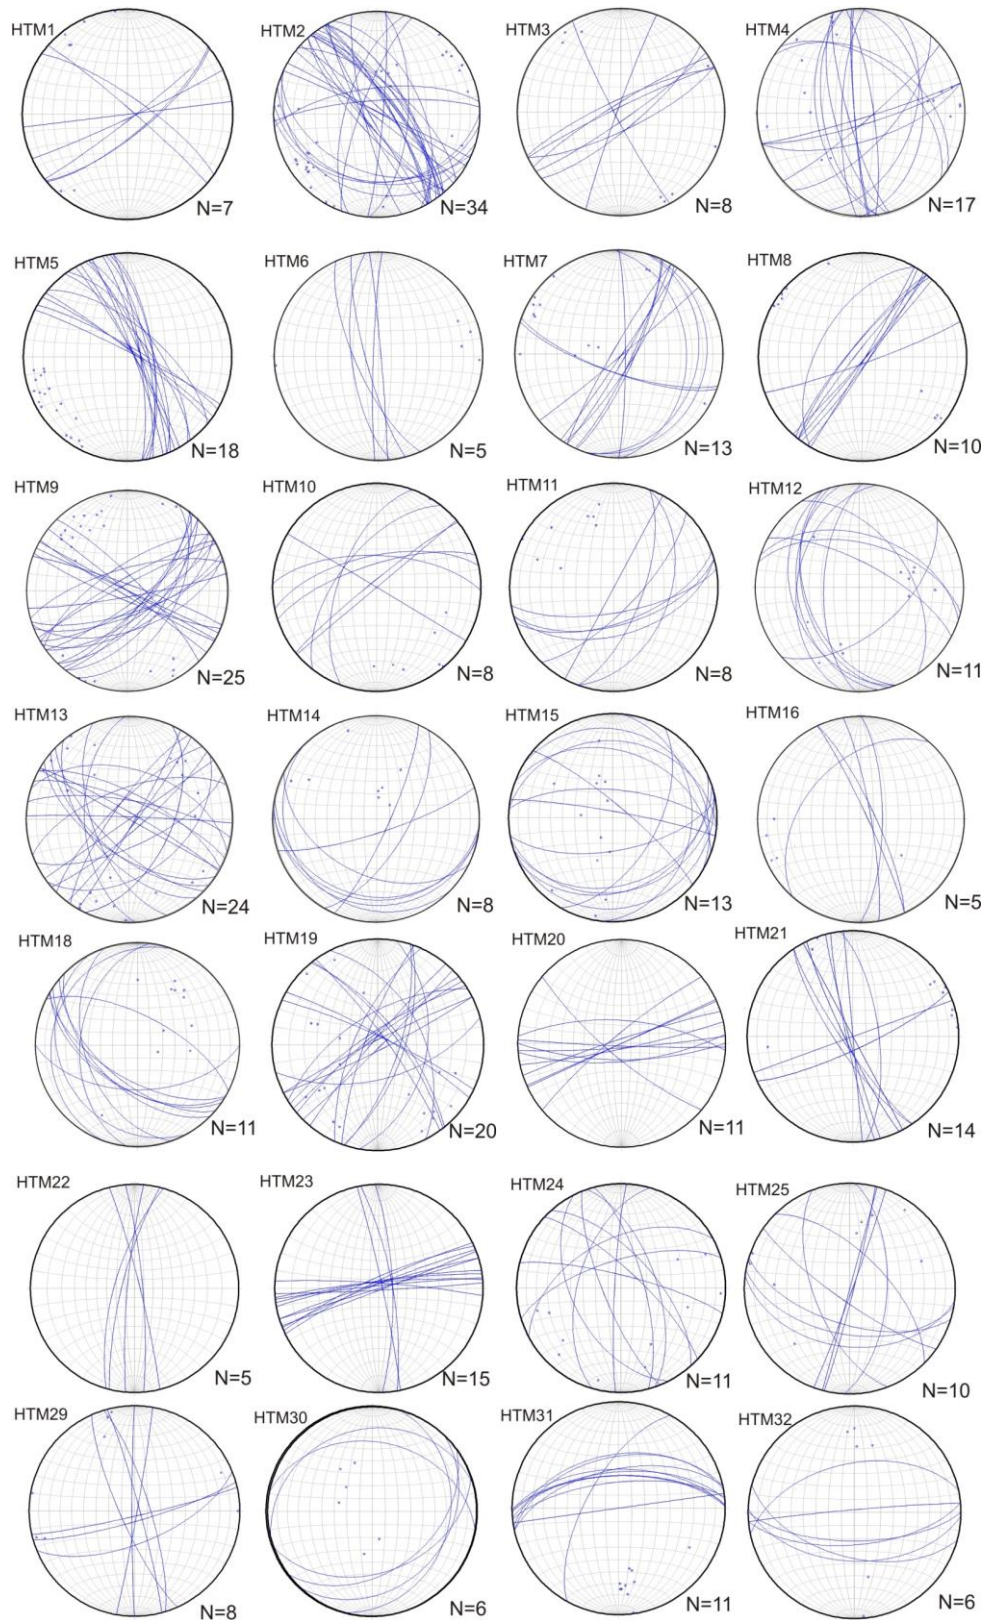 HTM1
N=7
HTM2
N=34
HTM3
N=8
HTM4
N=17
HTM5
N=18
HTM6
N=5
HTM7
N=13
HTM8
N=10
HTM9
N=25
HTM10
N=8
HTM11
N=8
HTM12
N=11
HTM13
N=24
HTM14
N=8
HTM15
N=13
HTM16
N=5
HTM18
N=11
HTM19
N=20
HTM20
N=11
HTM21
N=14
HTM22
N=5
HTM23
N=15
HTM24
N=11
HTM25
N=10
HTM29
N=8
HTM30
N=6
HTM31
N=11
HTM32
N=6